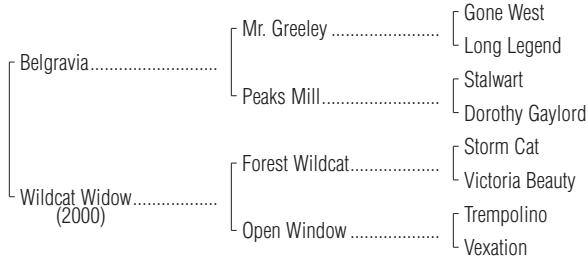 Gone West
Mr. Greeley
Long Legend
Belgravia
Stalwart
Peaks Mill
Dorothy Gaylord
Storm Cat
Forest Wildcat
Victoria Beauty
Wildcat Widow
(2000)
Trempolino
Open Window
Vexation